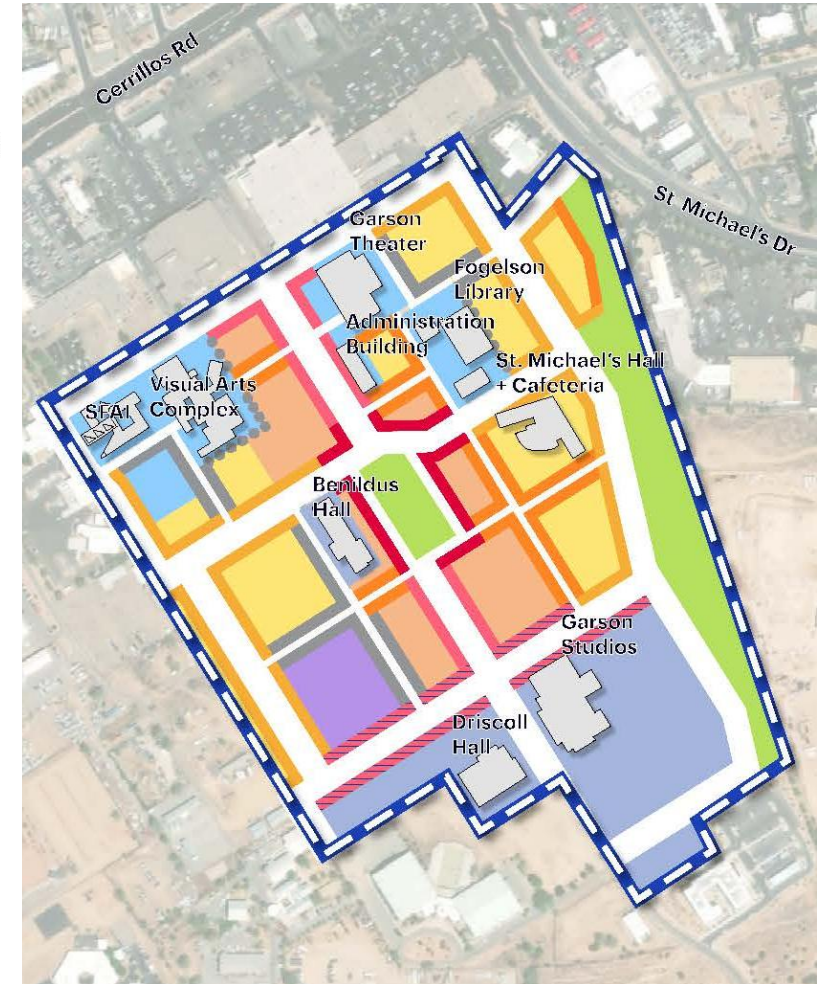 Cerrillos Rd
St. Michael's Dr
Garson
Theater
Fogelson
Library
Administration
Building
St. Michael's Hall
+ Cafeteria
Visual Arts
Complex
SFAI
Benildus
Hall
Garson
Studios
Driscoll
Hall